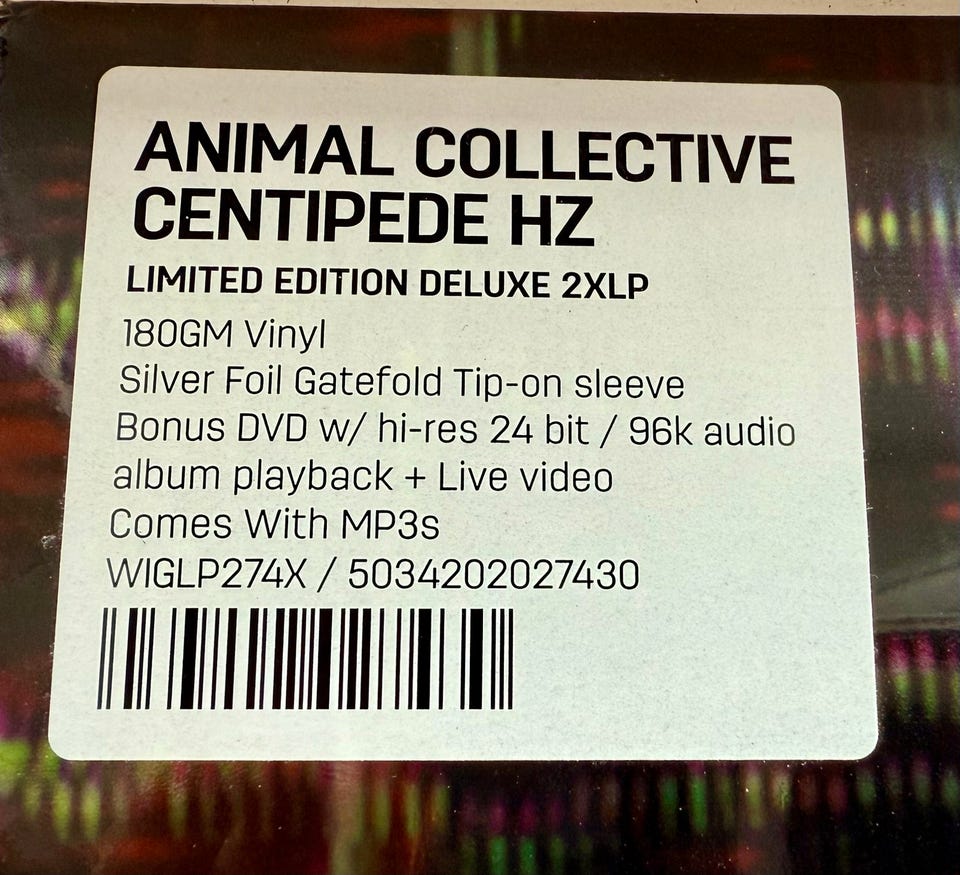 ANIMAL COLLECTIVE
CENTIPEDE HZ
LIMITED EDITION DELUXE 2XLP
180GM Vinyl
Silver Foil Gatefold Tip-on sleeve
Bonus DVD w/ hi-res 24 bit / 96k audio
album playback + Live video
Comes With MP3s
WIGLP274X / 5034202027430